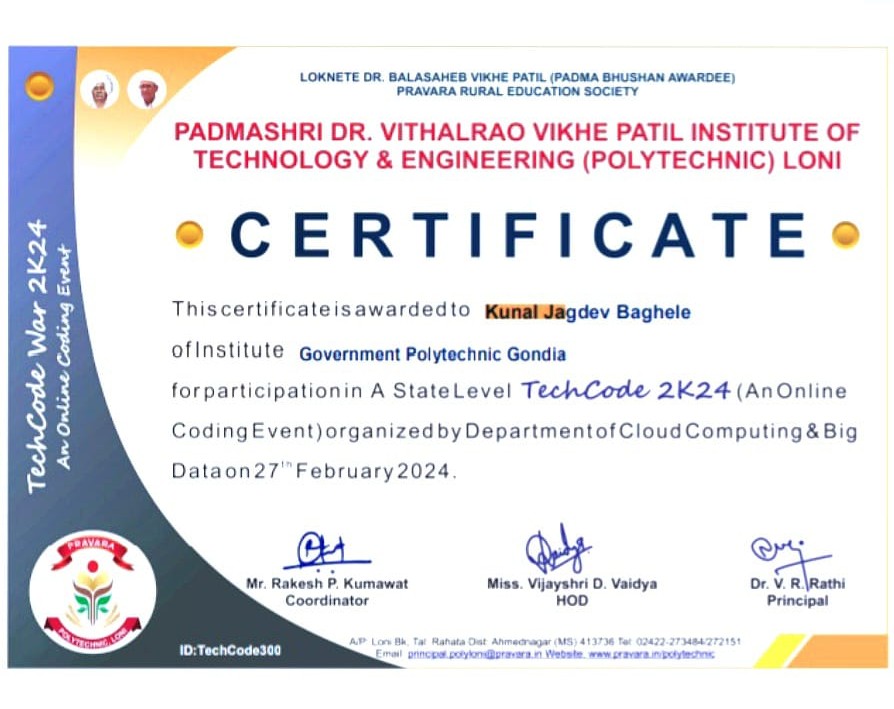 LOKNETE DR. BALASAHEB VIKHE PATIL (PADMA BHUSHAN AWARDEE)
PRAVARA RURAL EDUCATION SOCIETY
PADMASHRI DR. VITHALRAO VIKHE PATIL INSTITUTE OF
TECHNOLOGY & ENGINEERING (POLYTECHNIC) LONI
CERTIFICATE
This certificate is awarded to Kunal Jagdev Baghele
of Institute Government Polytechnic Gondia
for participation in A State Level TechCode 2K24 (An Online
Coding Event) organized by Department of Cloud Computing & Big
Data on 27th February 2024.
TechCode War 2K24
An Online Coding Event
Mr. Rakesh P. Kumawat
Coordinator
Miss. Vijayshri D. Vaidya
HOD
Dr. V. R. Rathi
Principal
PRAVARA
POLYTECHNIC, LONI
ID:TechCode300
A/P: Loni Bk, Tal: Rahata Dist: Ahmednagar (MS) 413736 Tel: 02422-273484/272151
Email: principal.polyloni@pravara.in Website: www.pravara.in/polytechnic